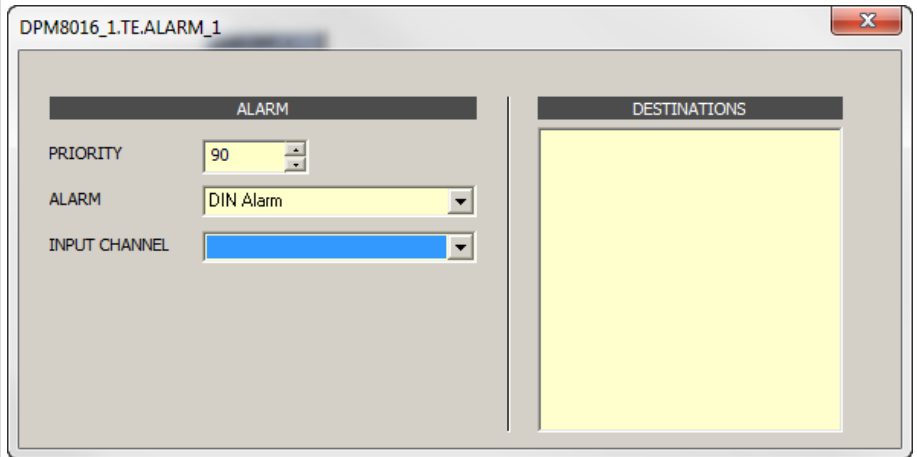 DPM8016_1.TE.ALARM_1
ALARM
PRIORITY 90
ALARM DIN Alarm
INPUT CHANNEL
DESTINATIONS